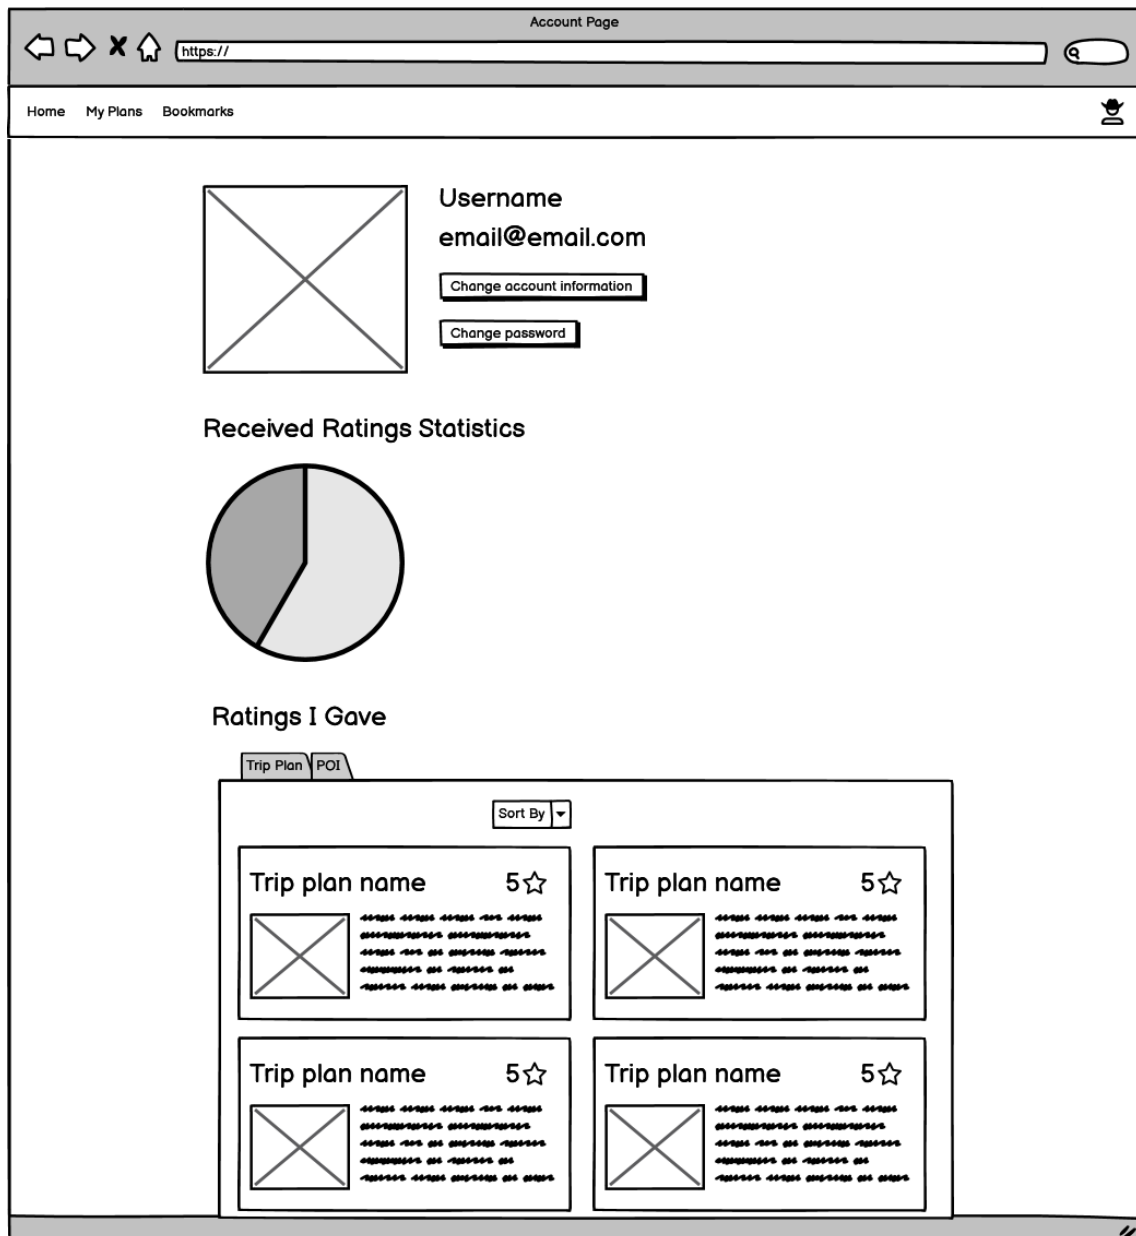 Account Page
https://
Home My Plans Bookmarks
Username
email@email.com
Change account information
Change password
Received Ratings Statistics
Ratings I Gave
Trip Plan POI
Sort By
Trip plan name 5
Trip plan name 5
Trip plan name 5
Trip plan name 5